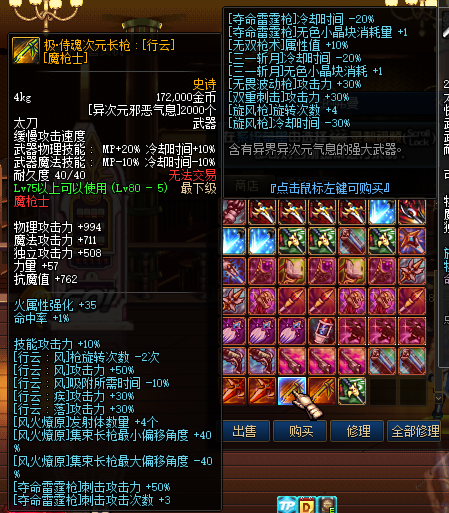 极·侍魂次元长枪：[行云]
[魔枪士]
史诗
4kg
172,000金币
[异次元邪恶气息]2000个
太刀
武器
缓慢攻击速度
武器物理技能： MP+20% 冷却时间+10%
武器魔法技能： MP-10% 冷却时间-10%
耐久度 40/40
无法交易
Lv75以上可以使用 (Lv80 - 5)
最下级
魔枪士
物理攻击力 +994
魔法攻击力 +711
独立攻击力 +508
力量 +57
抗魔值 +762
火属性强化 +35
命中率 +1%
技能攻击力 +10%
[行云：风]枪旋转次数 -2次
[行云：风]攻击力 +50%
[行云：风]吸附所需时间 -10%
[行云：疾]攻击力 +30%
[行云：落]攻击力 +30%
[风火燎原]发射体数量 +4个
[风火燎原]集束长枪最小偏移角度 +40
%
[风火燎原]集束长枪最大偏移角度 -40
%
[夺命雷霆枪]刺击攻击力 +50%
[夺命雷霆枪]刺击攻击次数 +3
[夺命雷霆枪]冷却时间 -20%
[夺命雷霆枪]无色小晶块消耗量 +1
[无双枪术]属性值 +10%
[三一斩月]冷却时间 -20%
[三一斩月]无色小晶块消耗 +1
[无畏波动枪]攻击力 +30%
[双重刺击]攻击力 +30%
[旋风枪]旋转 +4次
[旋风枪]冷却时间 -30%
含有异界异次元气息的强大武器。
『点击鼠标左键可购买』
商店
出售
购买
修理
全部修理
TP
D